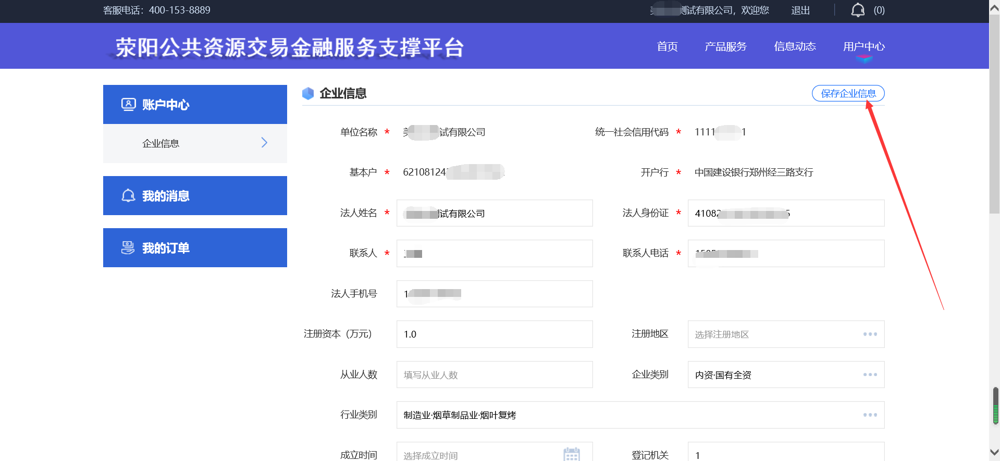 客服电话：400-153-8889
测试有限公司，欢迎您 退出 (0)
荥阳公共资源交易金融服务支撑平台
首页 产品服务 信息动态 用户中心
账户中心
企业信息
我的消息
我的订单
企业信息 保存企业信息
单位名称 * 美 试有限公司 统一社会信用代码 * 1111 1
基本户 * 62108124 开户行 * 中国建设银行郑州经三路支行
法人姓名 * 测试有限公司 法人身份证 * 4108
联系人 * 联系人电话 *
法人手机号 1
注册资本（万元） 1.0 注册地区 选择注册地区
从业人数 填写从业人数 企业类别 内资·国有全资
行业类别 制造业·烟草制品业·烟叶复烤
成立时间 选择成立时间 登记机关 1